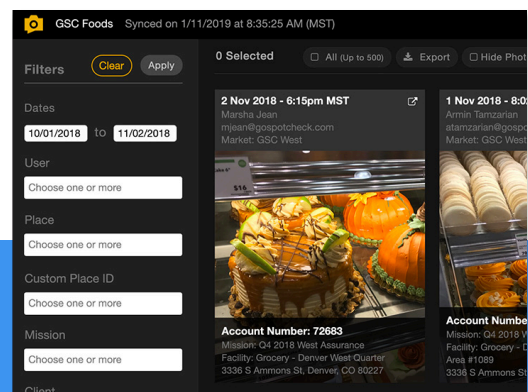 GSC Foods Synced on 1/11/2019 at 8:35:25 AM (MST)
Filters Clear Apply
Dates
10/01/2018 to 11/02/2018
User
Choose one or more
Place
Choose one or more
Custom Place ID
Choose one or more
Mission
Choose one or more
Client
0 Selected All (Up to 500) Export Hide Phot
2 Nov 2018 - 6:15pm MST
Marsha Jean
mjean@gospotcheck.com
Market: GSC West
$16
Account Number: 72683
Mission: Q4 2018 West Assurance
Facility: Grocery - Denver West Quarter
3336 S Ammons St, Denver, CO 80227
1 Nov 2018 - 8:0
Armin Tamzarian
atamzarian@gospo
Market: GSC West
Account Numbe
Mission: Q4 2018 W
Facility: Grocery - D
Area #1089
3336 S Ammons St